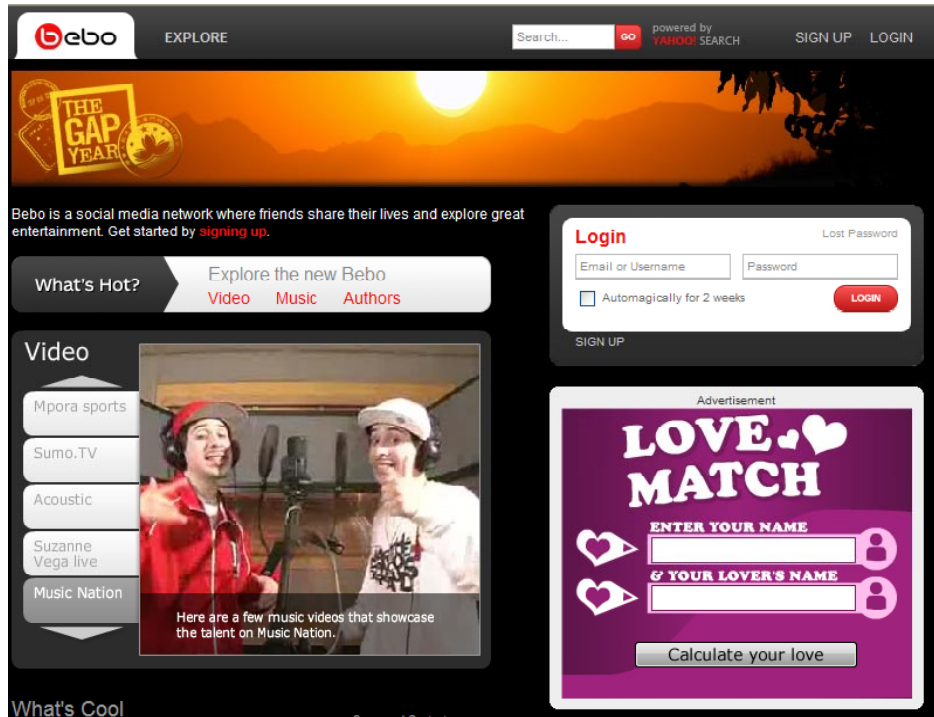 bebo
EXPLORE
Search...
GO
powered by
YAHOO! SEARCH
SIGN UP
LOGIN
THE
GAP
YEAR
Bebo is a social media network where friends share their lives and explore great
entertainment. Get started by signing up.
What's Hot?
Explore the new Bebo
Video Music Authors
Login
Lost Password
Email or Username
Password
Automagically for 2 weeks
LOGIN
SIGN UP
Video
Mpora sports
Sumo.TV
Acoustic
Suzanne
Vega live
Music Nation
Here are a few music videos that showcase
the talent on Music Nation.
Advertisement
LOVE
MATCH
ENTER YOUR NAME
& YOUR LOVER'S NAME
Calculate your love
What's Cool